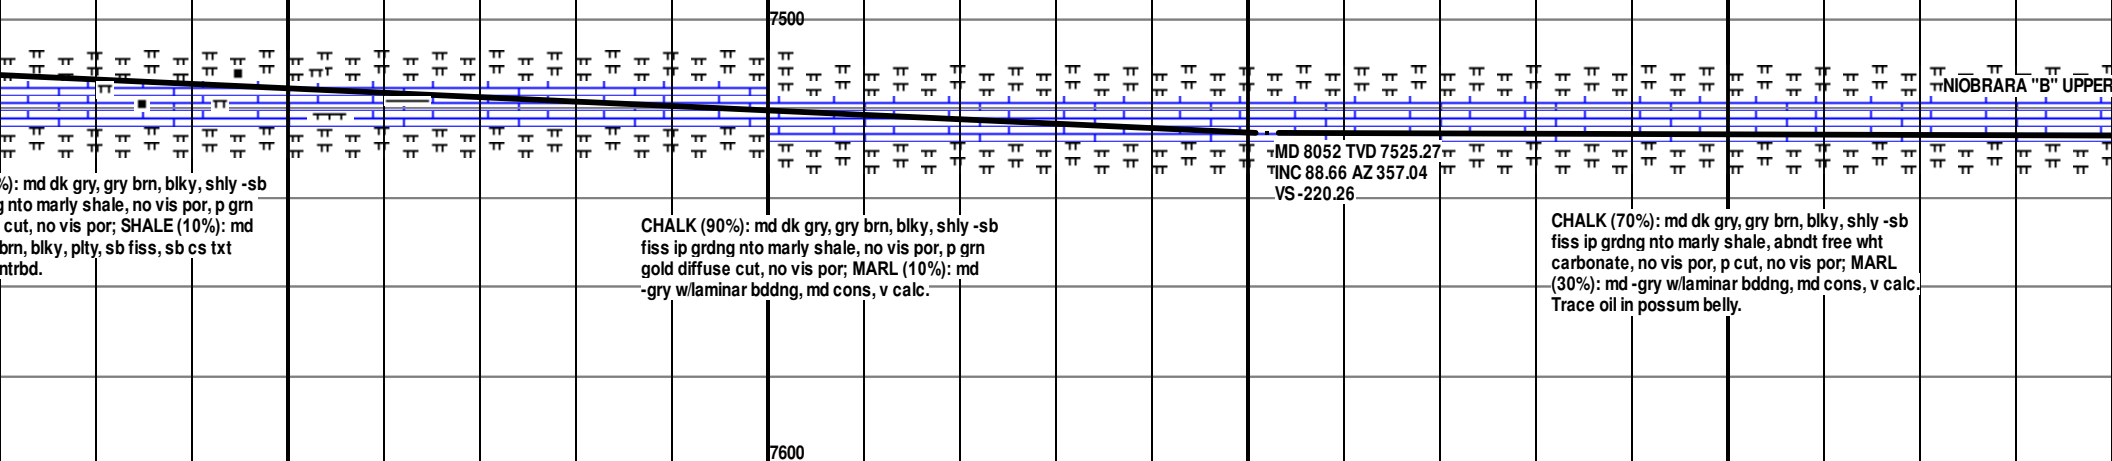 7500
NIOBRARA "B" UPPER
MD 8052 TVD 7525.27
INC 88.66 AZ 357.04
VS -220.26
%): md dk gry, gry brn, blky, shly -sb
g nto marly shale, no vis por, p grn
cut, no vis por; SHALE (10%): md
brn, blky, plty, sb fiss, sb cs txt
ntrbd.
CHALK (90%): md dk gry, gry brn, blky, shly -sb
fiss ip grdng nto marly shale, no vis por, p grn
gold diffuse cut, no vis por; MARL (10%): md
-gry w/laminar bddng, md cons, v calc.
CHALK (70%): md dk gry, gry brn, blky, shly -sb
fiss ip grdng nto marly shale, abndt free wht
carbonate, no vis por, p cut, no vis por; MARL
(30%): md -gry w/laminar bddng, md cons, v calc.
Trace oil in possum belly.
7600